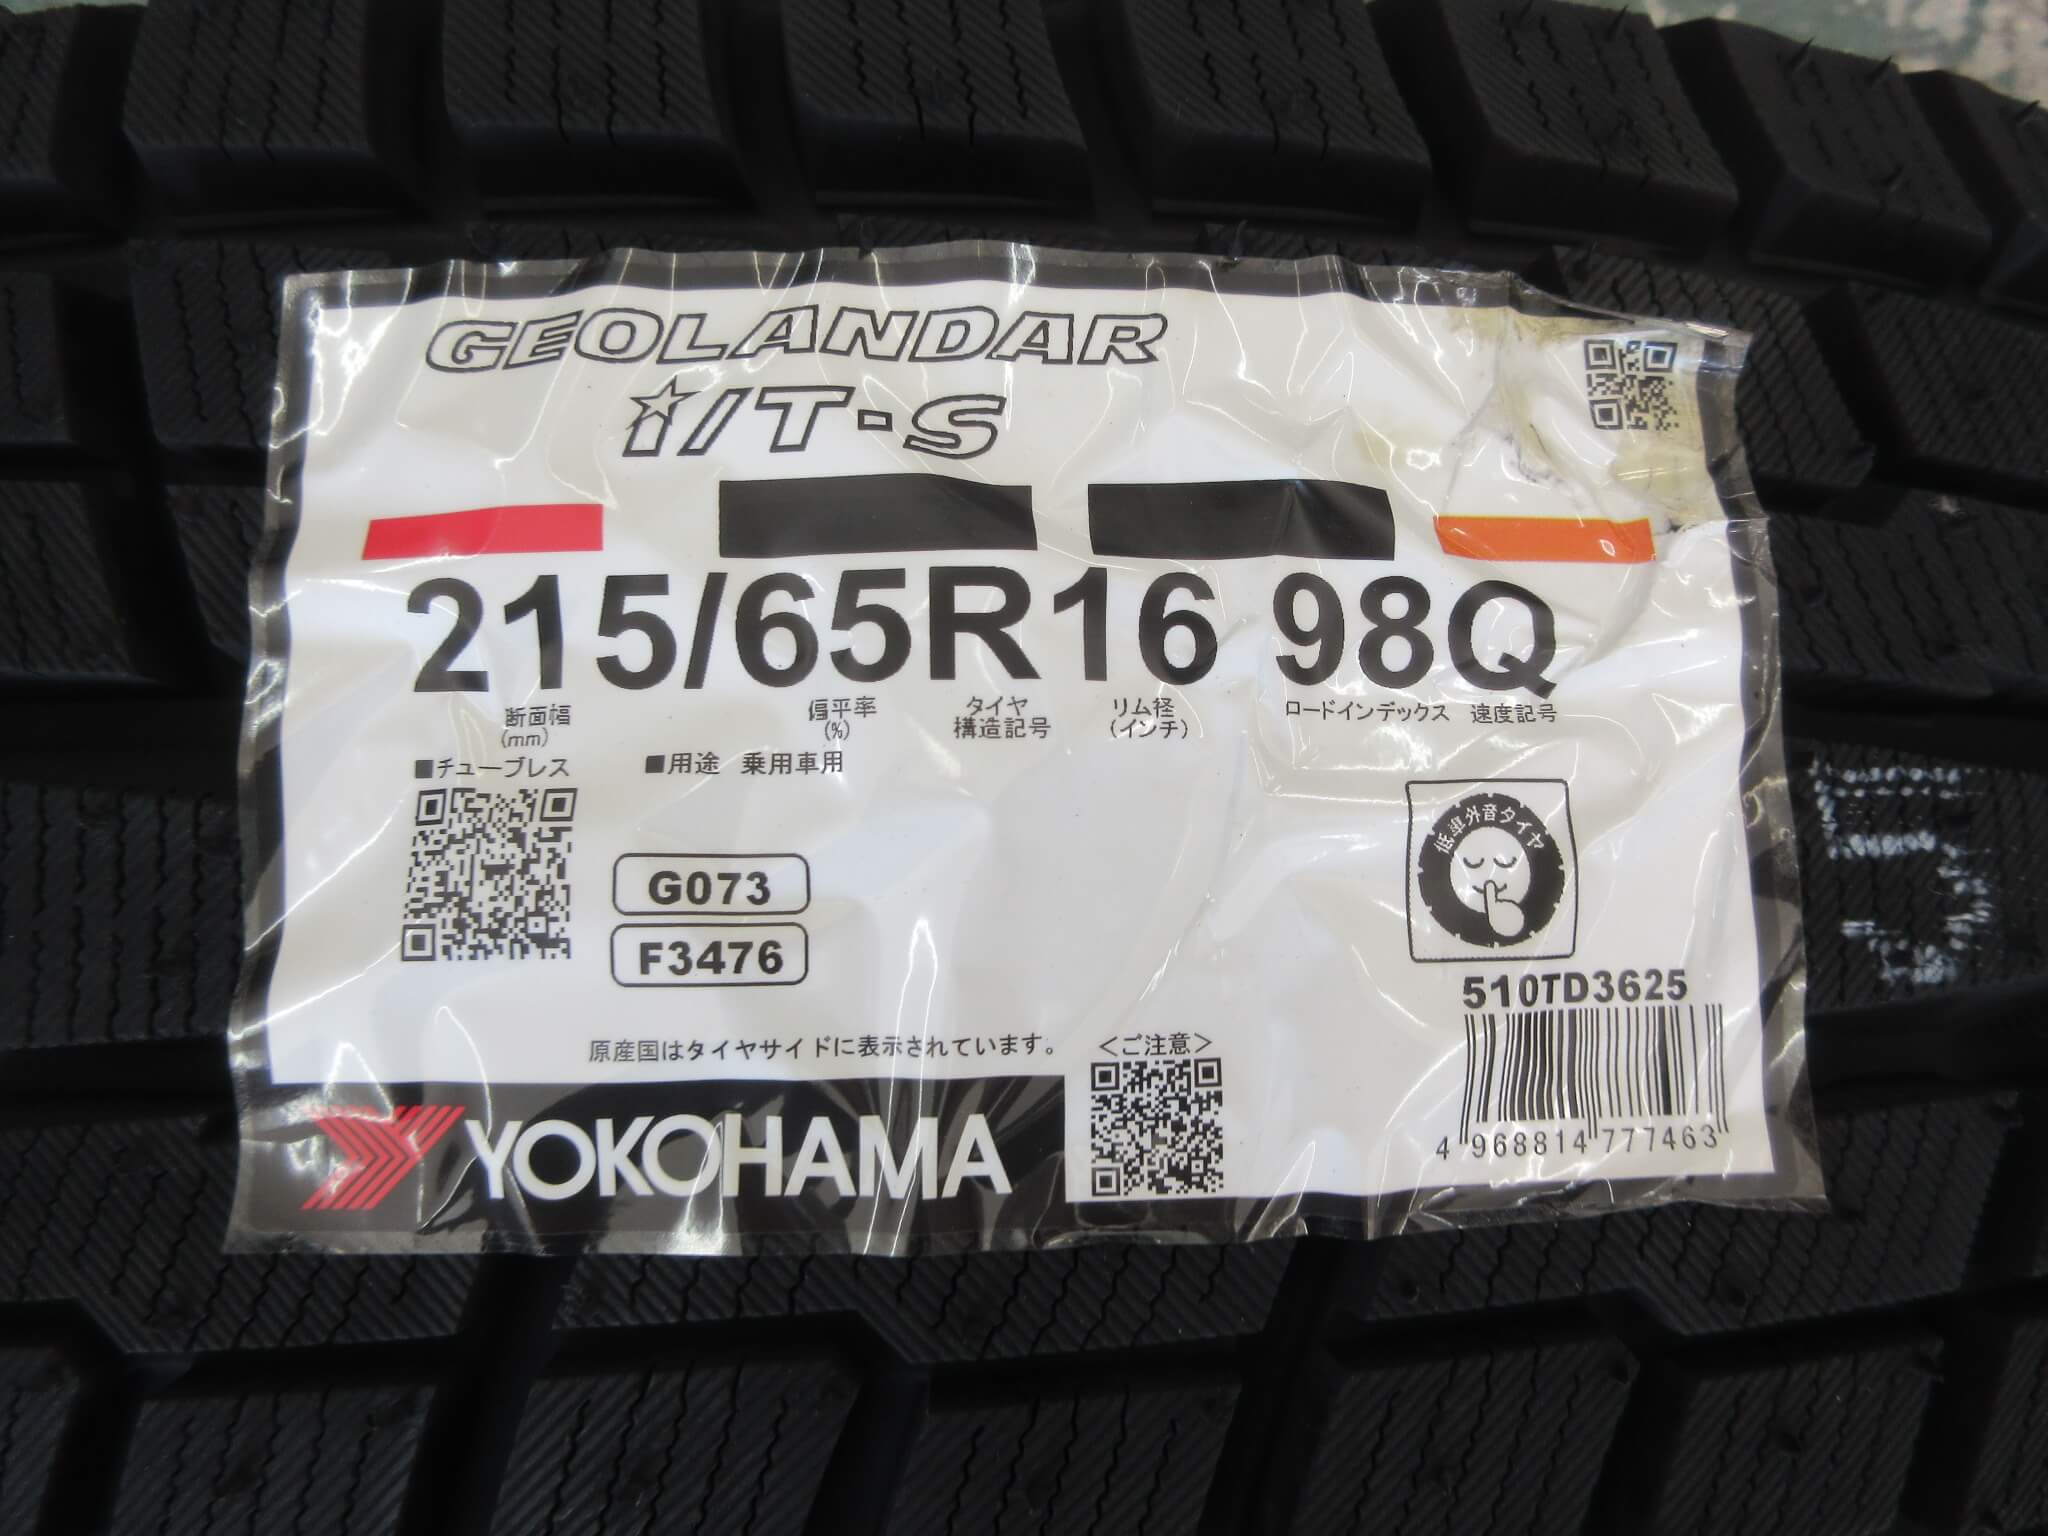 GEOLANDAR
i/T・S
215/65R16 98Q
断面幅 偏平率 タイヤ リム径 ロードインデックス 速度記号
(mm) (%) 構造記号 (インチ)
■チューブレス ■用途 乗用車用
低車外音タイヤ
G073
F3476
510TD3625
原産国はタイヤサイドに表示されています。
<ご注意>
4 968814 777463
YOKOHAMA
5